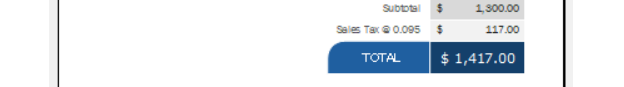 Subtotal $ 1,300.00
Sales Tax @ 0.095 $ 117.00
TOTAL $ 1,417.00